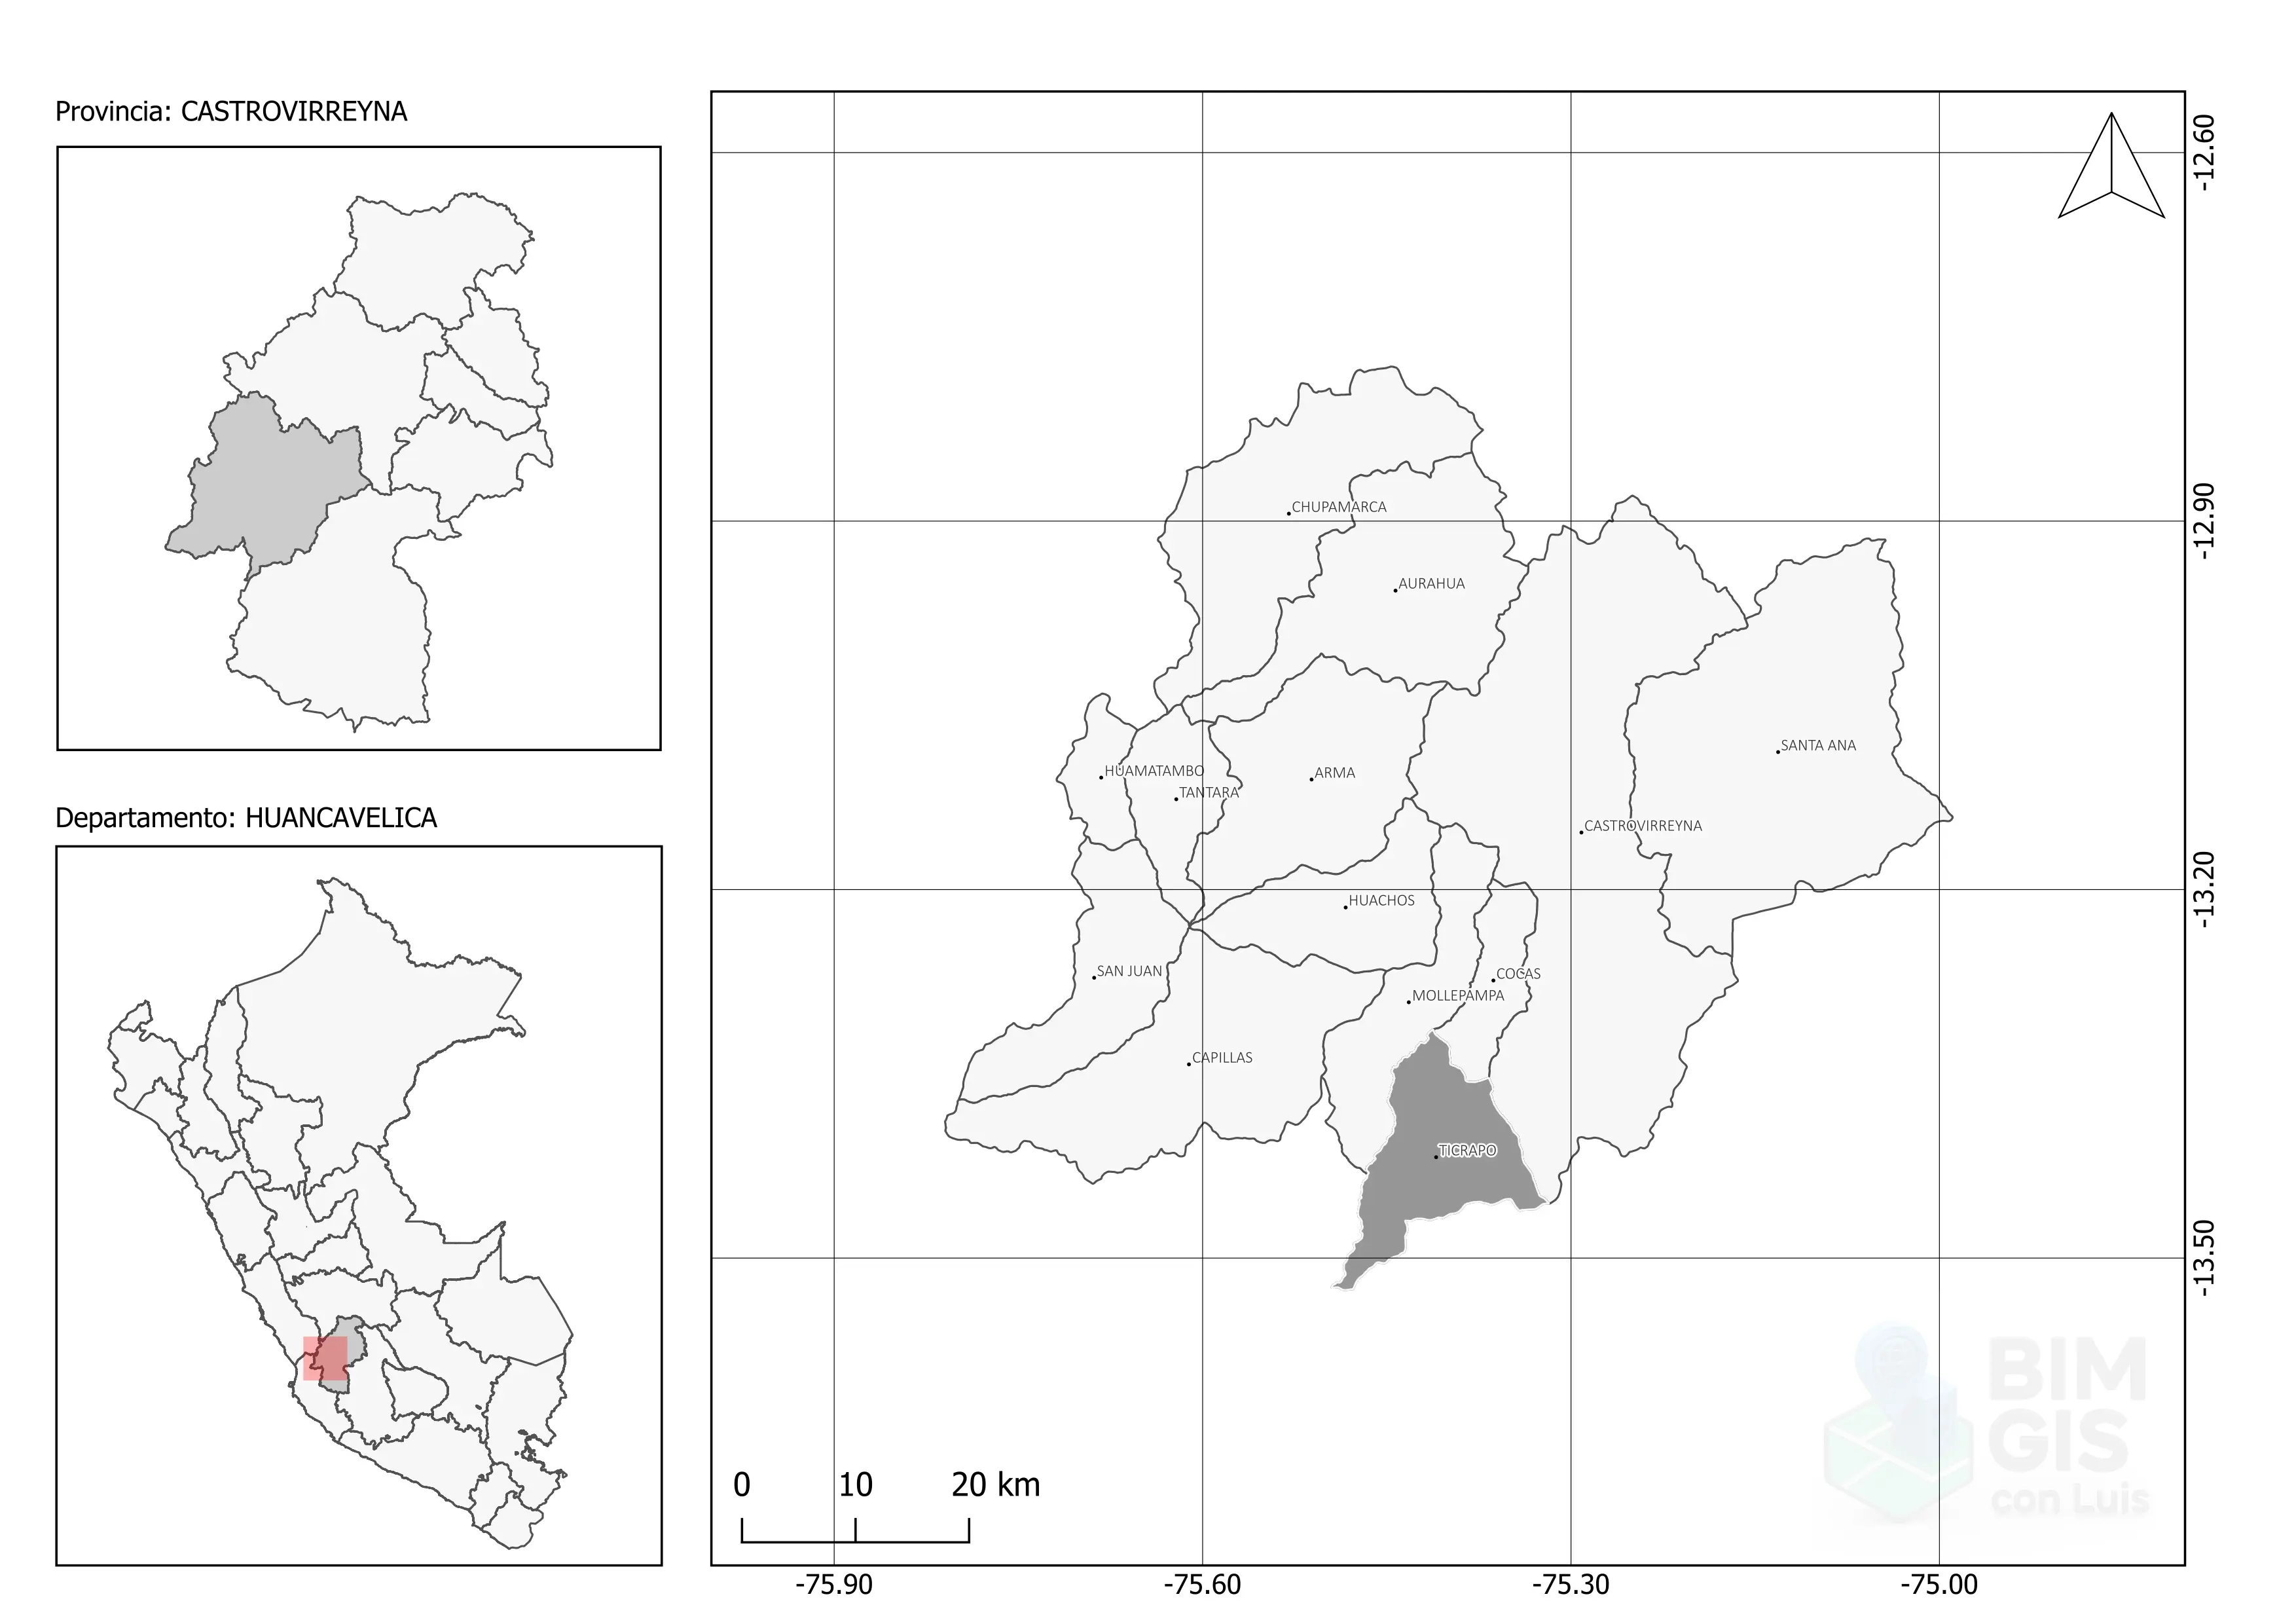 Provincia: CASTROVIRREYNA
Departamento: HUANCAVELICA
CHUPAMARCA
AURAHUA
SANTA ANA
HUAMATAMBO
ARMA
TANTARA
CASTROVIRREYNA
HUACHOS
SAN JUAN
COCAS
MOLLEPAMPA
CAPILLAS
TICRAPO
-12.60
-12.90
-13.20
-13.50
BIM
GIS
con Luis
0 10 20 km
-75.90 -75.60 -75.30 -75.00